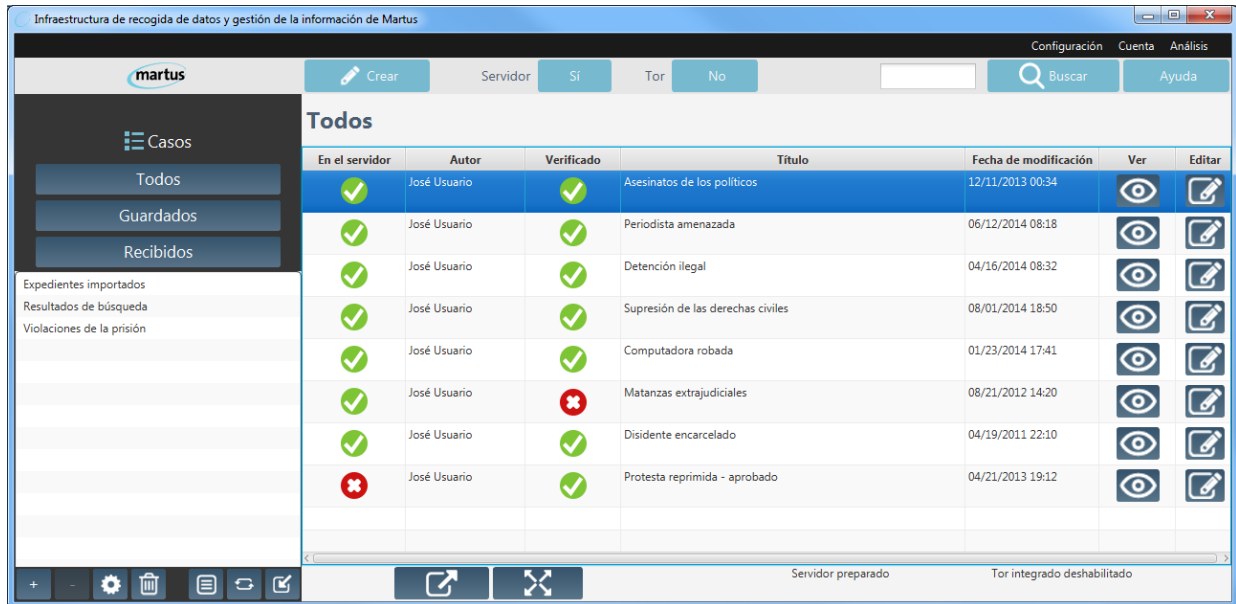 Infraestructura de recogida de datos y gestión de la información de Martus
Configuración Cuenta Análisis
martus
Crear Servidor Sí Tor No Buscar Ayuda
Casos
Todos
Guardados
Recibidos
Expedientes importados
Resultados de búsqueda
Violaciones de la prisión
Todos
En el servidor Autor Verificado Título Fecha de modificación Ver Editar
José Usuario Asesinatos de los políticos 12/11/2013 00:34
José Usuario Periodista amenazada 06/12/2014 08:18
José Usuario Detención ilegal 04/16/2014 08:32
José Usuario Supresión de las derechas civiles 08/01/2014 18:50
José Usuario Computadora robada 01/23/2014 17:41
José Usuario Matanzas extrajudiciales 08/21/2012 14:20
José Usuario Disidente encarcelado 04/19/2011 22:10
José Usuario Protesta reprimida - aprobado 04/21/2013 19:12
+ -
Servidor preparado Tor integrado deshabilitado